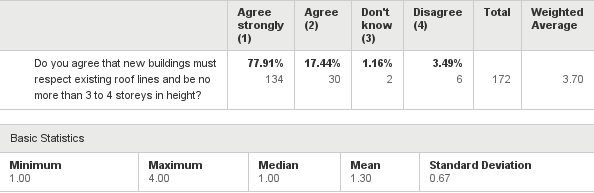 Agree strongly (1) Agree (2) Don't know (3) Disagree (4) Total Weighted Average
Do you agree that new buildings must respect existing roof lines and be no more than 3 to 4 storeys in height? 77.91% 134 17.44% 30 1.16% 2 3.49% 6 172 3.70
Basic Statistics
Minimum Maximum Median Mean Standard Deviation
1.00 4.00 1.00 1.30 0.67